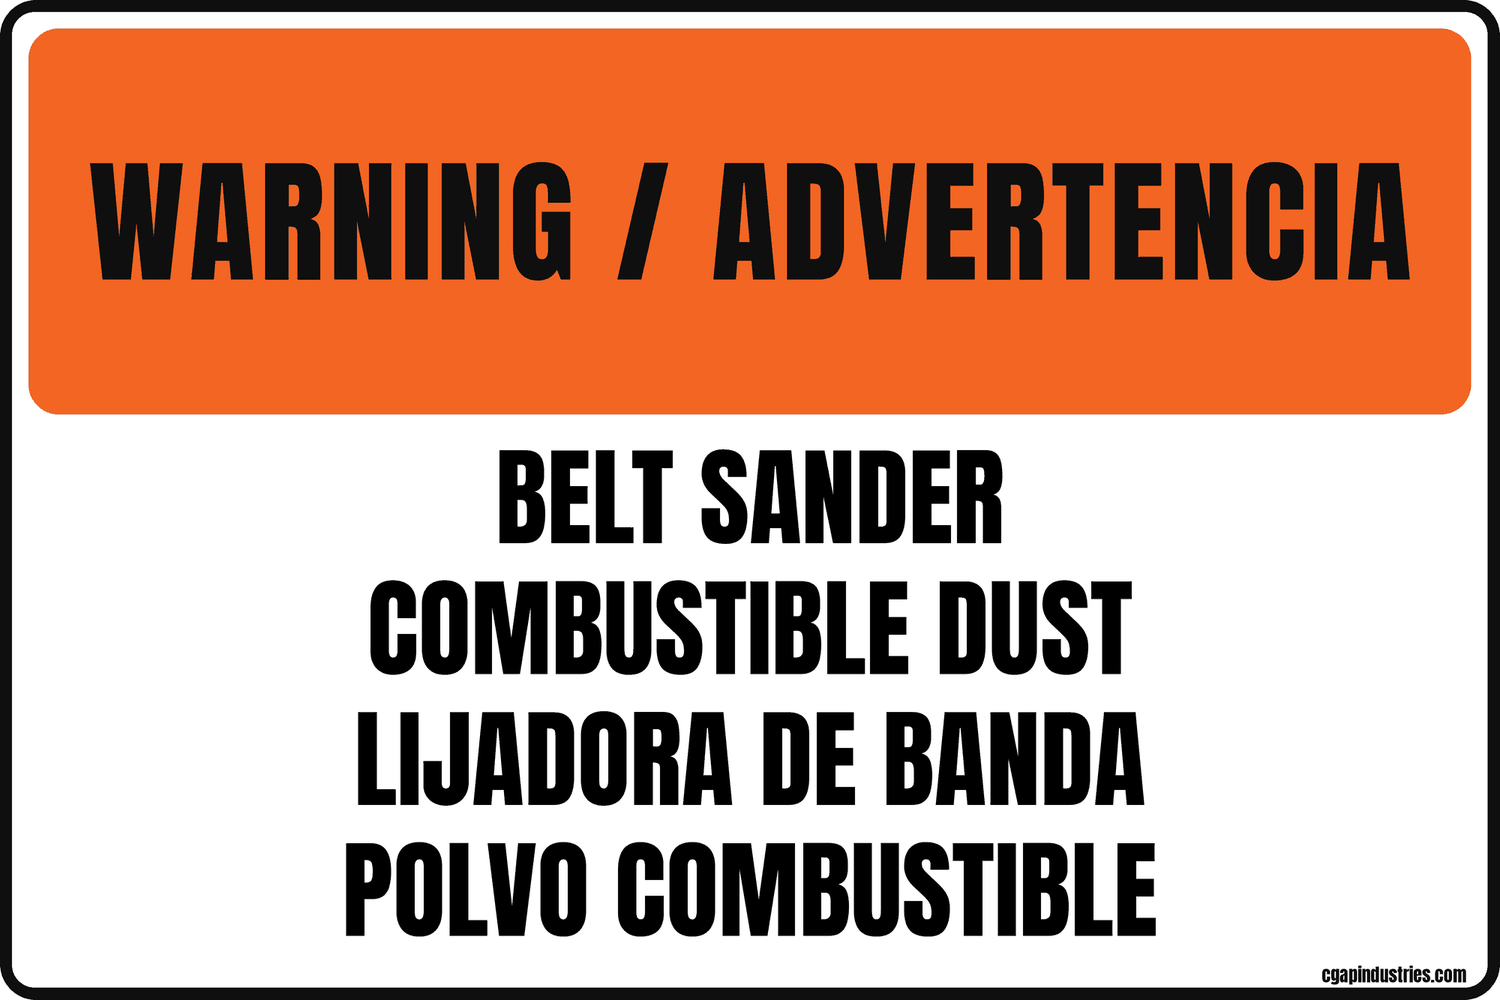 WARNING / ADVERTENCIA
BELT SANDER
COMBUSTIBLE DUST
LIJADORA DE BANDA
POLVO COMBUSTIBLE
cgapindustries.com